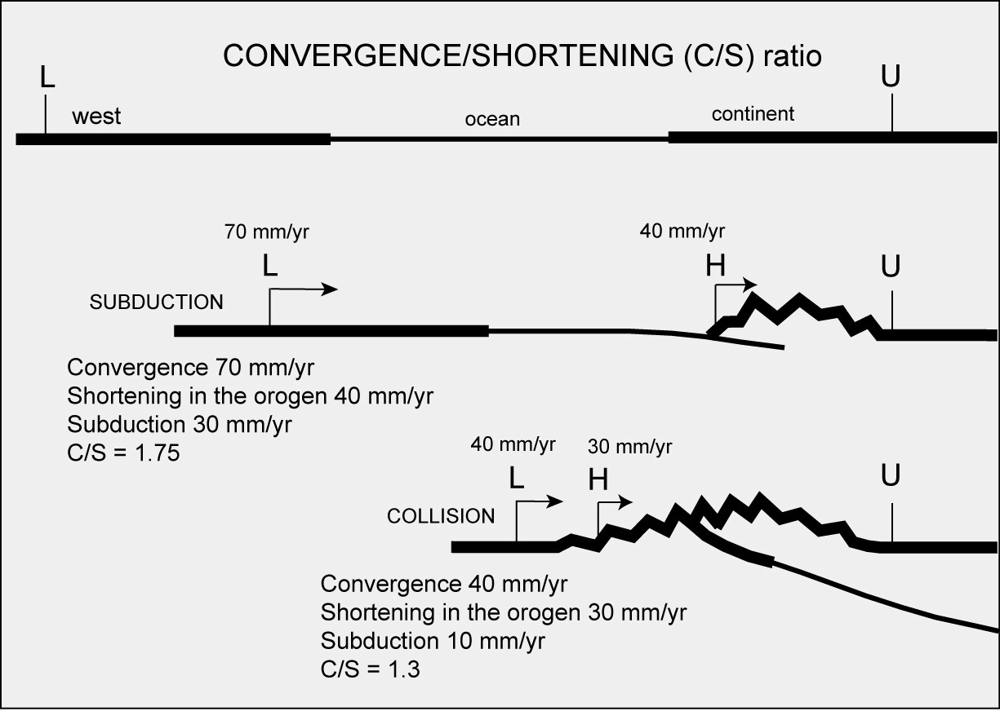 CONVERGENCE/SHORTENING (C/S) ratio
L
U
west
ocean
continent
70 mm/yr
40 mm/yr
L
H
U
SUBDUCTION
Convergence 70 mm/yr
Shortening in the orogen 40 mm/yr
Subduction 30 mm/yr
C/S = 1.75
40 mm/yr
30 mm/yr
L
H
U
COLLISION
Convergence 40 mm/yr
Shortening in the orogen 30 mm/yr
Subduction 10 mm/yr
C/S = 1.3